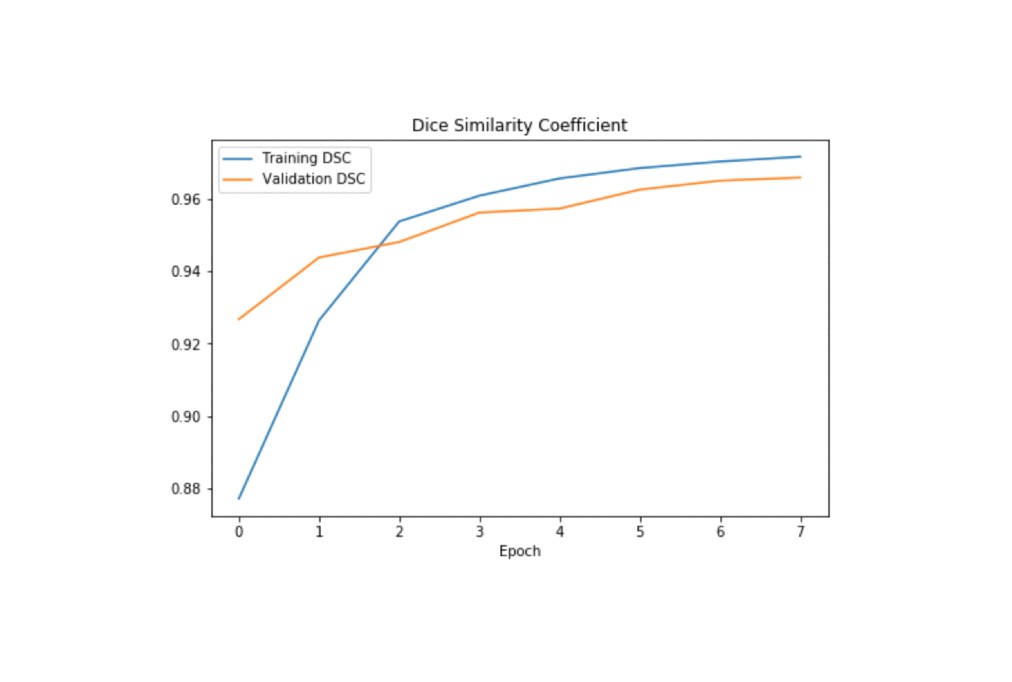 Dice Similarity Coefficient
Training DSC
Validation DSC
0.96
0.94
0.92
0.90
0.88
0 1 2 3 4 5 6 7
Epoch